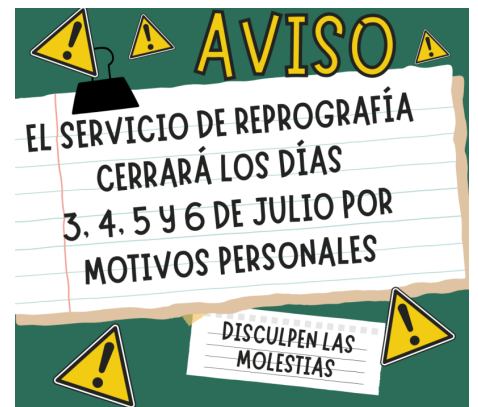 AVISO
EL SERVICIO DE REPROGRAFÍA
CERRARÁ LOS DÍAS
3, 4, 5 Y 6 DE JULIO POR
MOTIVOS PERSONALES
DISCULPEN LAS
MOLESTIAS